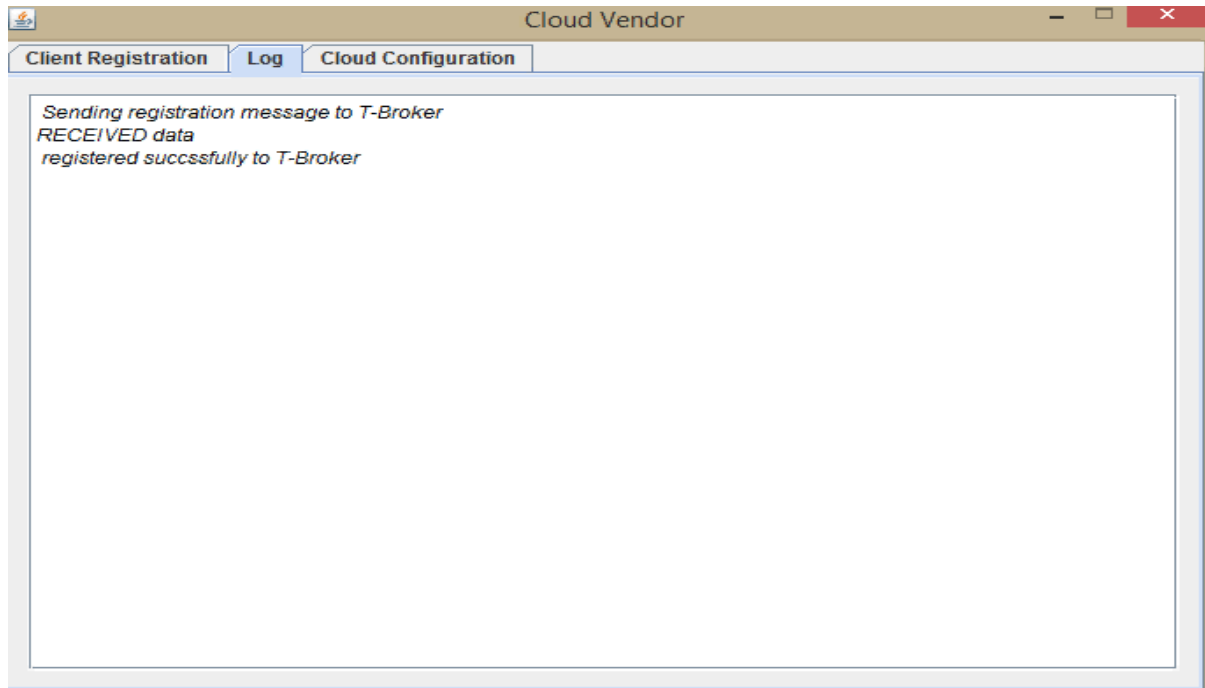 Cloud Vendor
Client Registration Log Cloud Configuration
Sending registration message to T-Broker
RECEIVED data
registered succssfully to T-Broker